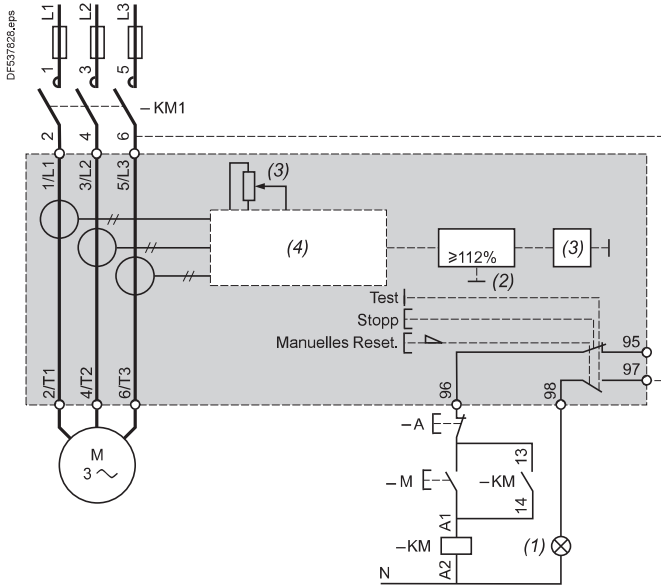 DF537828.eps
L1
L2
L3
1
3
5
–KM1
2
4
6
1/L1
3/L2
5/L3
(3)
(4)
≥112%
(3)
(2)
Test
Stopp
Manuelles Reset.
95
97
2/T1
4/T2
6/T3
96
98
–A
M
3
13
–M
–KM
14
A1
–KM
(1)
A2
N